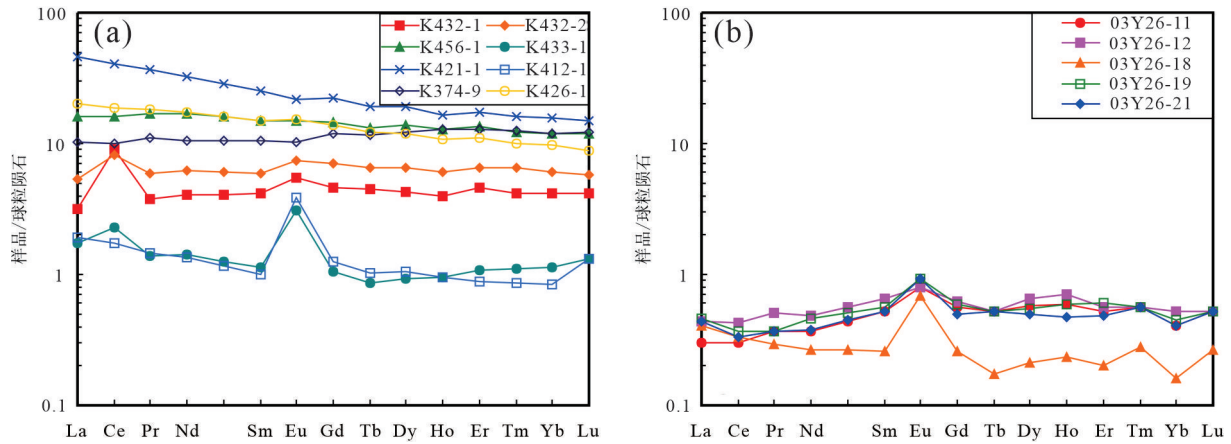 (a)
K432-1 K432-2
K456-1 K433-1
K421-1 K412-1
K374-9 K426-1
100
10
1
0.1
样品/球粒陨石
La Ce Pr Nd Sm Eu Gd Tb Dy Ho Er Tm Yb Lu
(b)
03Y26-11
03Y26-12
03Y26-18
03Y26-19
03Y26-21
100
10
1
0.1
样品/球粒陨石
La Ce Pr Nd Sm Eu Gd Tb Dy Ho Er Tm Yb Lu